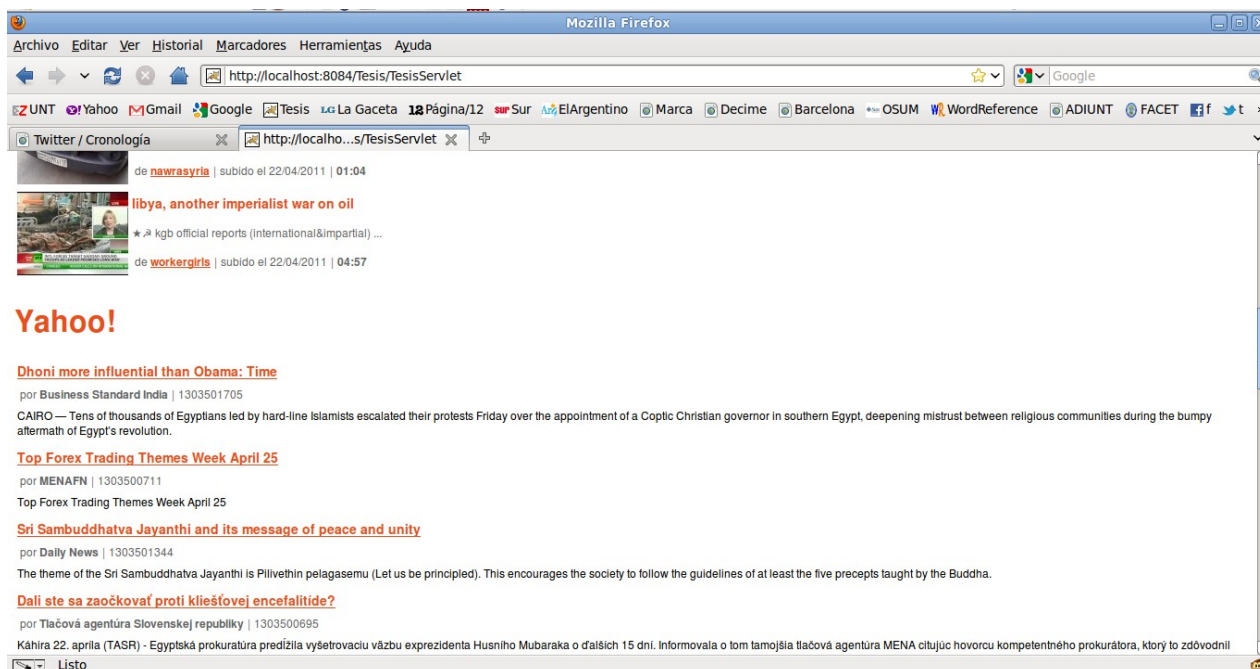 Mozilla Firefox
Archivo Editar Ver Historial Marcadores Herramientas Ayuda
http://localhost:8084/Tesis/TesisServlet Google
UNT Yahoo Gmail Google Tesis LG La Gaceta 12 Página/12 sur Sur ElArgentino Marca Decime Barcelona OSUM WordReference ADIUNT FACET f t
Twitter / Cronología http://localho...s/TesisServlet
de nawrasyria | subido el 22/04/2011 | 01:04
libya, another imperialist war on oil
★☭ kgb official reports (international&impartial) ...
de workergirls | subido el 22/04/2011 | 04:57
Yahoo!
Dhoni more influential than Obama: Time
por Business Standard India | 1303501705
CAIRO — Tens of thousands of Egyptians led by hard-line Islamists escalated their protests Friday over the appointment of a Coptic Christian governor in southern Egypt, deepening mistrust between religious communities during the bumpy
aftermath of Egypt's revolution.
Top Forex Trading Themes Week April 25
por MENAFN | 1303500711
Top Forex Trading Themes Week April 25
Sri Sambuddhatva Jayanthi and its message of peace and unity
por Daily News | 1303501344
The theme of the Sri Sambuddhatva Jayanthi is Pilivethin pelagasemu (Let us be principled). This encourages the society to follow the guidelines of at least the five precepts taught by the Buddha.
Dali ste sa zaočkovať proti kliešťovej encefalitíde?
por Tlačová agentúra Slovenskej republiky | 1303500695
Káhira 22. apríla (TASR) - Egyptská prokuratúra predĺžila vyšetrovaciu väzbu exprezidenta Husního Mubaraka o ďalších 15 dní. Informovala o tom tamojšia tlačová agentúra MENA citujúc hovorcu kompetentného prokurátora, ktorý to zdôvodnil
Listo